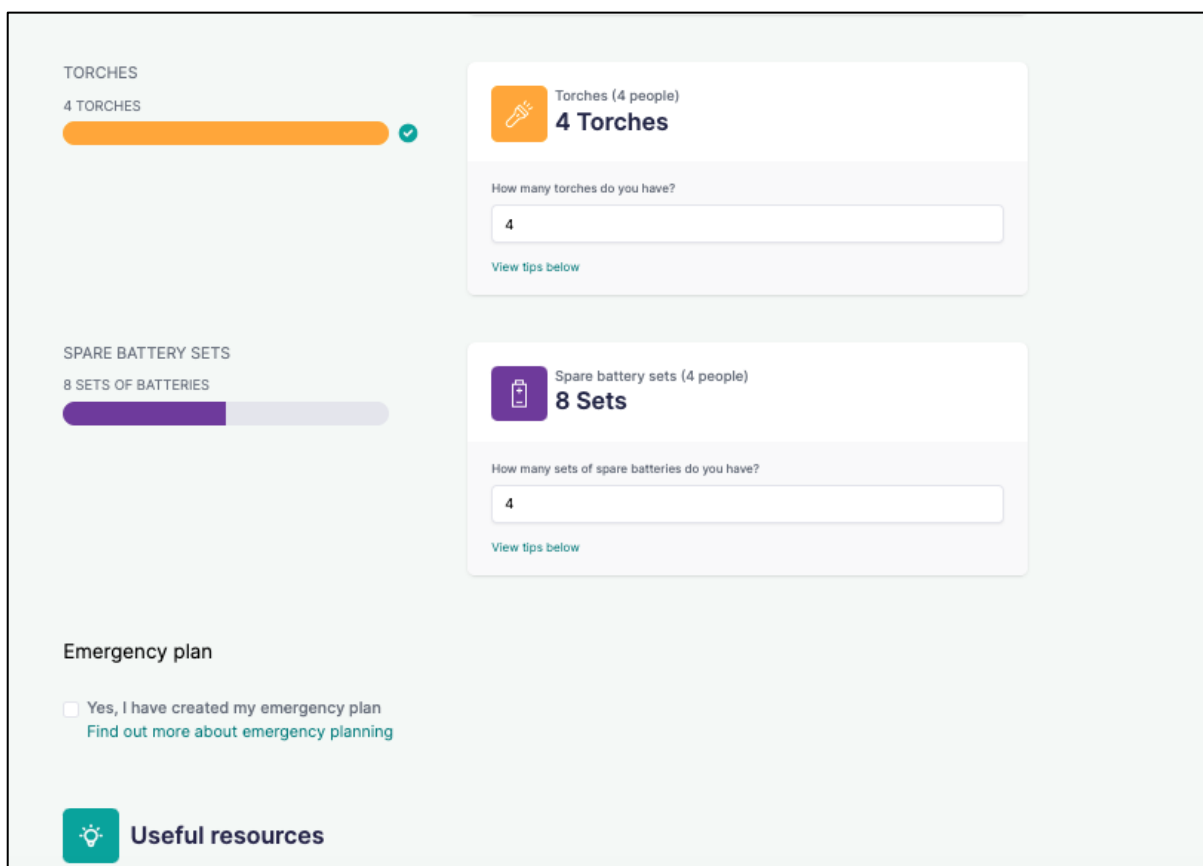 TORCHES
4 TORCHES
Torches (4 people)
4 Torches
How many torches do you have?
4
View tips below
SPARE BATTERY SETS
8 SETS OF BATTERIES
Spare battery sets (4 people)
8 Sets
How many sets of spare batteries do you have?
4
View tips below
Emergency plan
Yes, I have created my emergency plan
Find out more about emergency planning
Useful resources